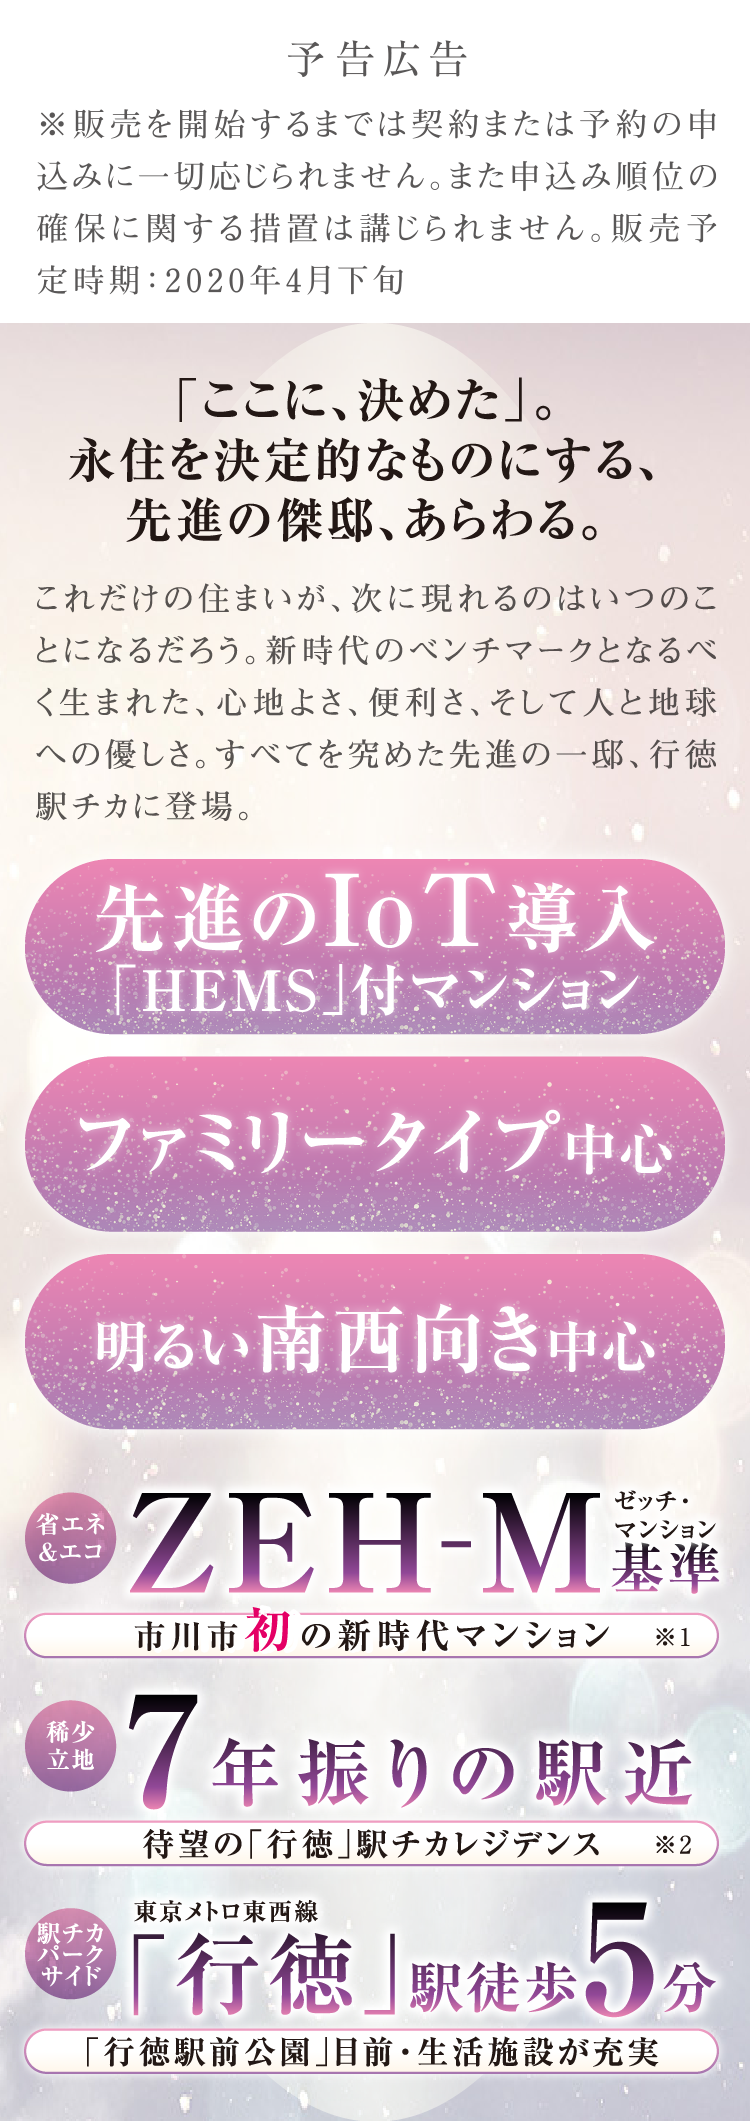 予告広告
※販売を開始するまでは契約または予約の申
込みに一切応じられません。また申込み順位の
確保に関する措置は講じられません。販売予
定時期：2020年4月下旬
「ここに、決めた」。
永住を決定的なものにする、
先進の傑邸、あらわる。
これだけの住まいが、次に現れるのはいつのこ
とになるだろう。新時代のベンチマークとなるべ
く生まれた、心地よさ、便利さ、そして人と地球
への優しさ。すべてを究めた先進の一邸、行徳
駅チカに登場。
先進のIoT導入
「HEMS」付マンション
ファミリータイプ中心
明るい南西向き中心
省エネ
&エコ
ZEH-M
ゼッチ・
マンション
基準
市川市初の新時代マンション ※1
稀少
立地
7年振りの駅近
待望の「行徳」駅チカレジデンス ※2
駅チカ
パーク
サイド
東京メトロ東西線
「行徳」駅徒歩5分
「行徳駅前公園」目前・生活施設が充実